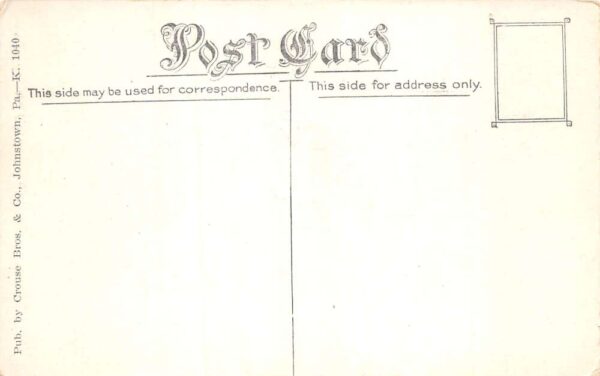 Post Card
This side may be used for correspondence.
This side for address only.
Pub. by Crouse Bros. & Co., Johnstown, Pa.—K. 1040